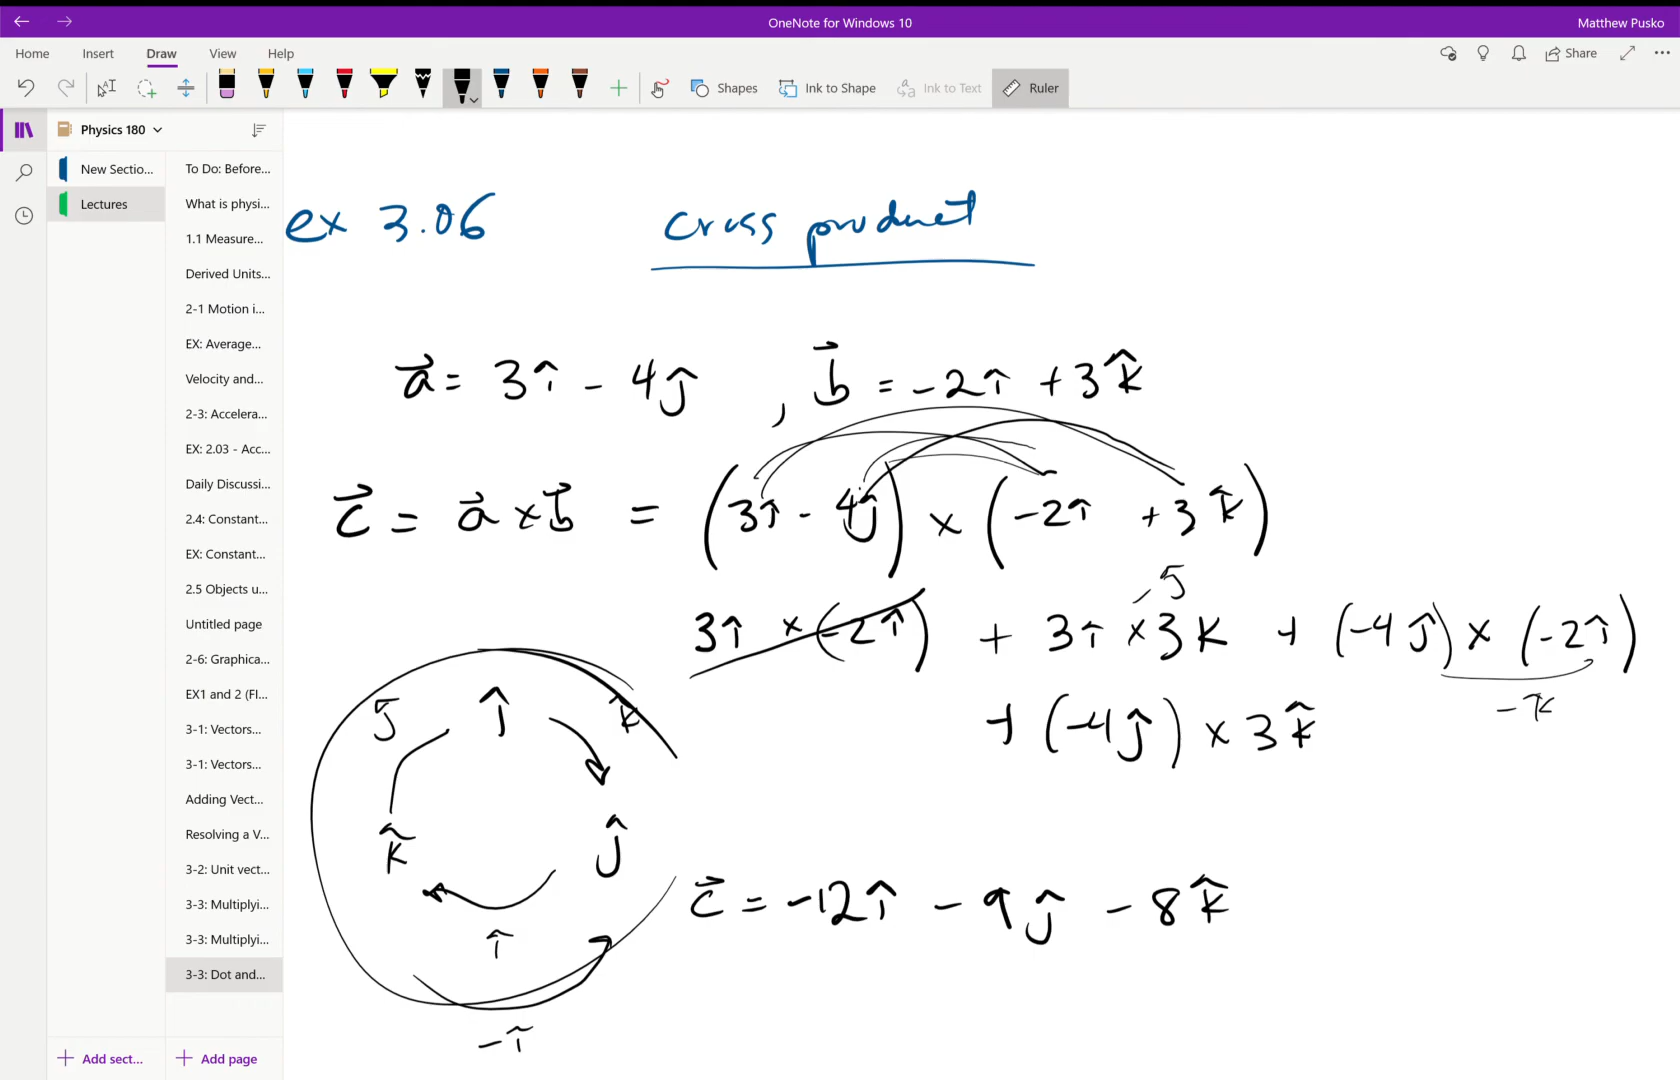 OneNote for Windows 10
Matthew Pusko
Home Insert Draw View Help
Share
Shapes Ink to Shape Ink to Text Ruler
Physics 180
New Sectio...
Lectures
To Do: Before...
What is physi...
1.1 Measure...
Derived Units...
2-1 Motion i...
EX: Average...
Velocity and...
2-3: Accelera...
EX: 2.03 - Acc...
Daily Discussi...
2.4: Constant...
EX: Constant...
2.5 Objects u...
Untitled page
2-6: Graphica...
EX1 and 2 (FI...
3-1: Vectors...
3-1: Vectors...
Adding Vect...
Resolving a V...
3-2: Unit vect...
3-3: Multiplyi...
3-3: Multiplyi...
3-3: Dot and...
+ Add sect...
+ Add page
ex 3.06 cross product
a⃗ = 3î - 4ĵ , b⃗ = -2î + 3k̂
c⃗ = a⃗ x b⃗ = (3î - 4ĵ) x (-2î + 3k̂)
-ĵ
3î x (-2î) + 3î x 3k + (-4ĵ) x (-2î)
-k̂
+ (-4ĵ) x 3k̂
ĵ î k̂
k̂ ĵ
î
-î
c⃗ = -12î - 9ĵ - 8k̂